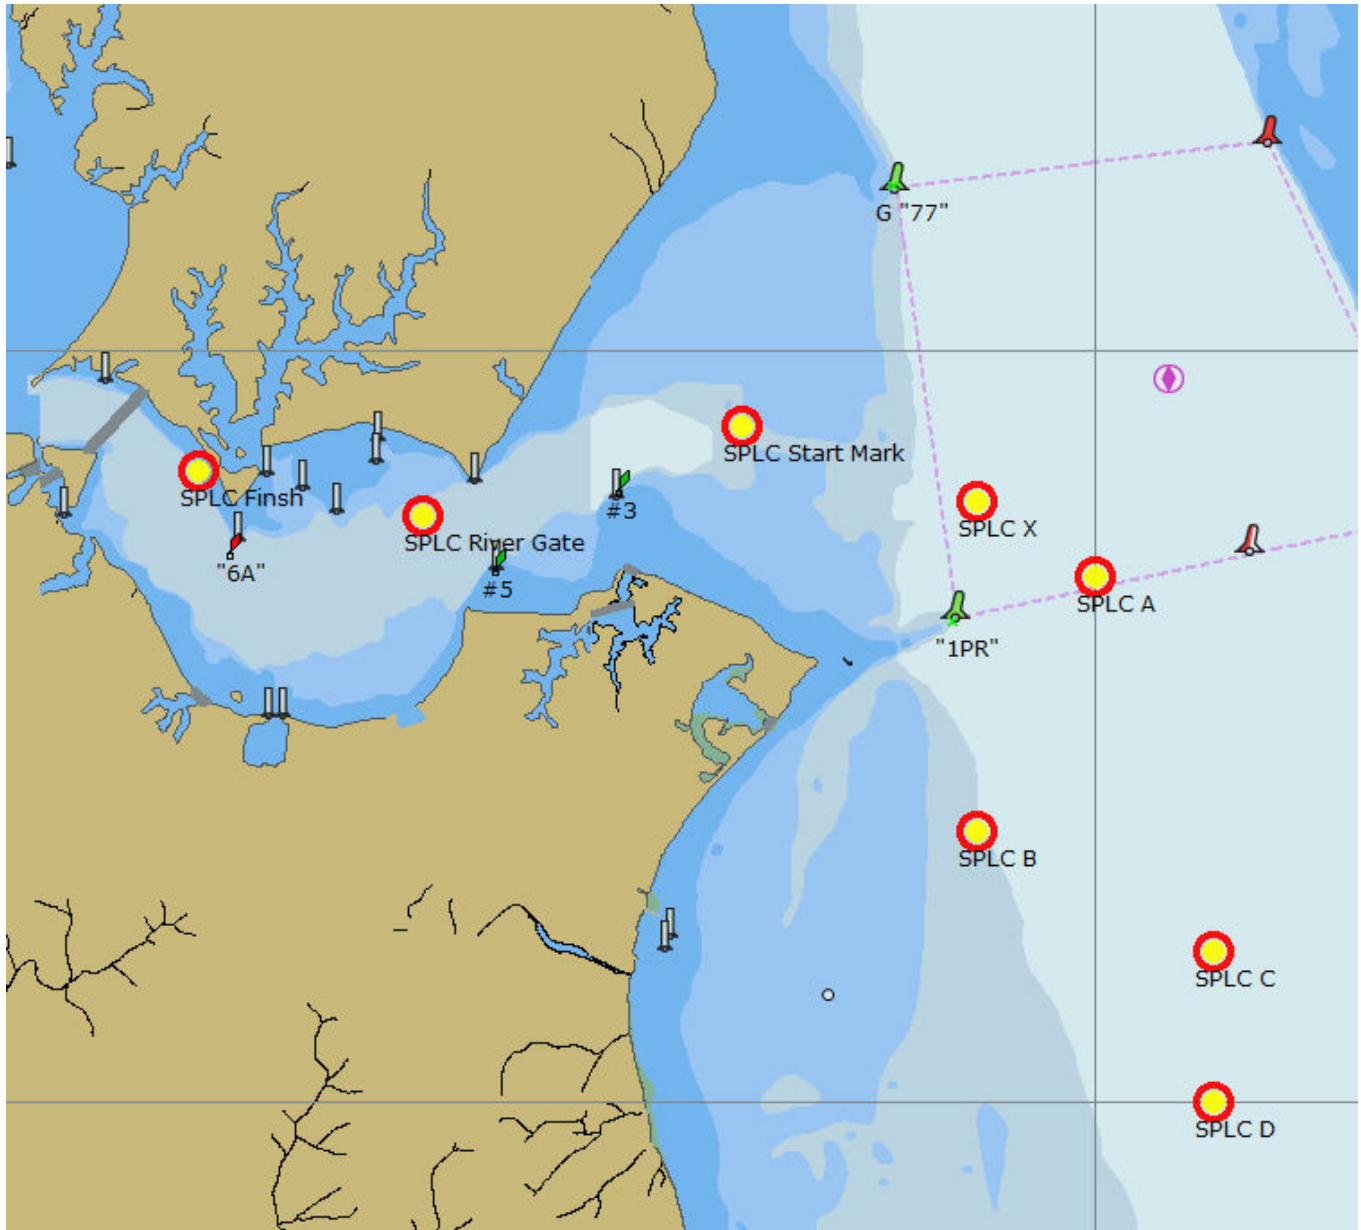 G "77"
SPLC Start Mark
SPLC Finsh
#3
SPLC X
SPLC River Gate
"6A"
#5
SPLC A
"1PR"
SPLC B
SPLC C
SPLC D